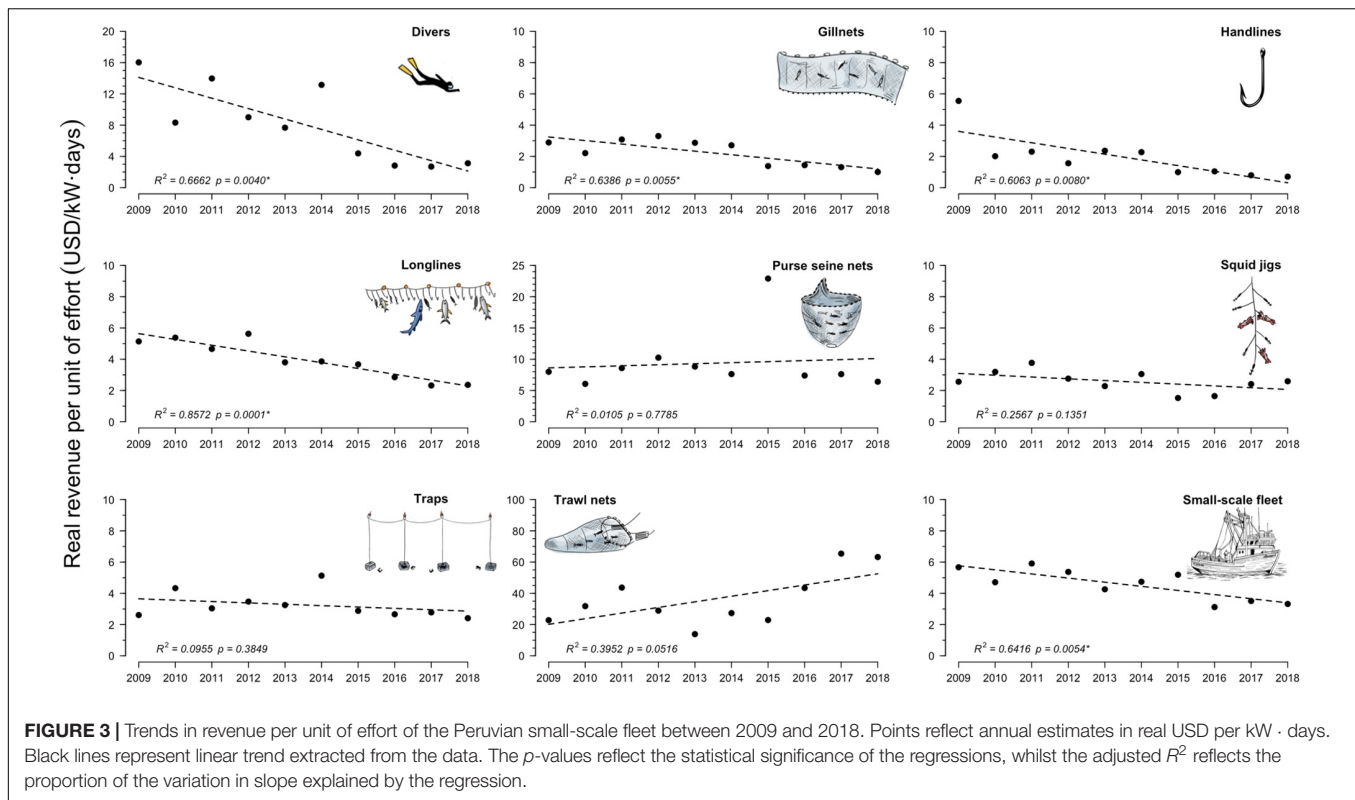 Real revenue per unit of effort (USD/kW·days)
Divers
20
16
12
8
4
0
R² = 0.6662 p = 0.0040*
2009 2010 2011 2012 2013 2014 2015 2016 2017 2018
Gillnets
10
8
6
4
2
0
R² = 0.6386 p = 0.0055*
2009 2010 2011 2012 2013 2014 2015 2016 2017 2018
Handlines
10
8
6
4
2
0
R² = 0.6063 p = 0.0080*
2009 2010 2011 2012 2013 2014 2015 2016 2017 2018
Longlines
10
8
6
4
2
0
R² = 0.8572 p = 0.0001*
2009 2010 2011 2012 2013 2014 2015 2016 2017 2018
Purse seine nets
25
20
15
10
5
0
R² = 0.0105 p = 0.7785
2009 2010 2011 2012 2013 2014 2015 2016 2017 2018
Squid jigs
10
8
6
4
2
0
R² = 0.2567 p = 0.1351
2009 2010 2011 2012 2013 2014 2015 2016 2017 2018
Traps
10
8
6
4
2
0
R² = 0.0955 p = 0.3849
2009 2010 2011 2012 2013 2014 2015 2016 2017 2018
Trawl nets
100
80
60
40
20
0
R² = 0.3952 p = 0.0516
2009 2010 2011 2012 2013 2014 2015 2016 2017 2018
Small-scale fleet
10
8
6
4
2
0
R² = 0.6416 p = 0.0054*
2009 2010 2011 2012 2013 2014 2015 2016 2017 2018
FIGURE 3 | Trends in revenue per unit of effort of the Peruvian small-scale fleet between 2009 and 2018. Points reflect annual estimates in real USD per kW · days.
Black lines represent linear trend extracted from the data. The p-values reflect the statistical significance of the regressions, whilst the adjusted R² reflects the
proportion of the variation in slope explained by the regression.